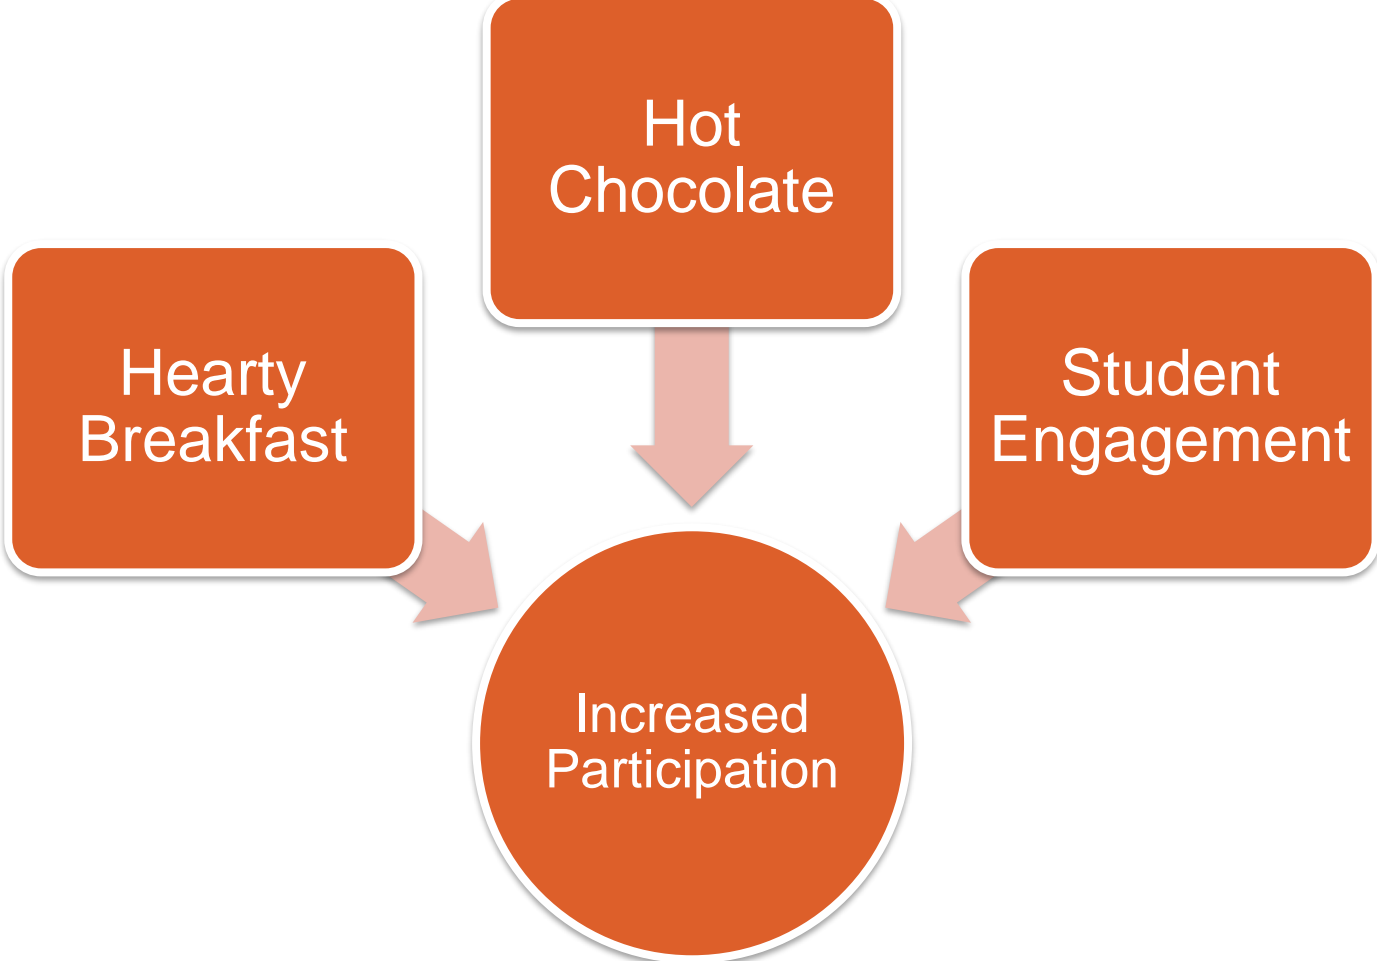 Hot
Chocolate
Hearty
Breakfast
Student
Engagement
Increased
Participation